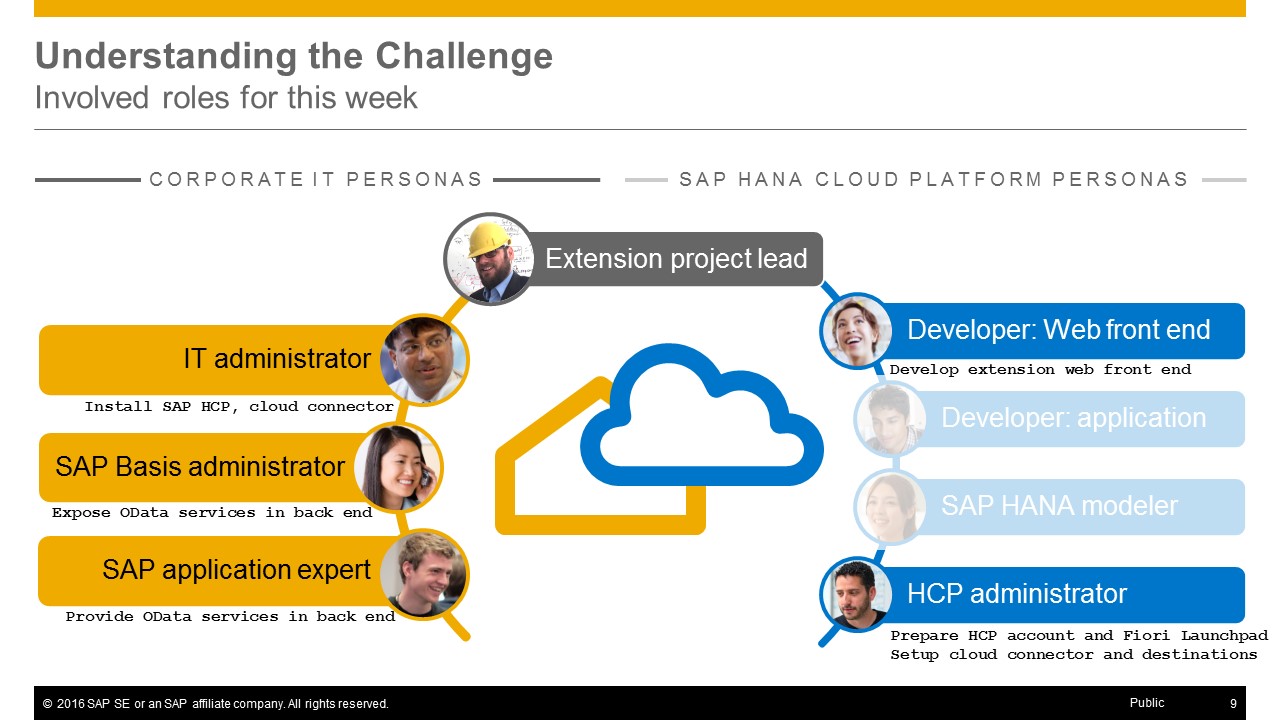 Understanding the Challenge
Involved roles for this week
CORPORATE IT PERSONAS
SAP HANA CLOUD PLATFORM PERSONAS
Extension project lead
IT administrator
Install SAP HCP, cloud connector
SAP Basis administrator
Expose OData services in back end
SAP application expert
Provide OData services in back end
Developer: Web front end
Develop extension web front end
Developer: application
SAP HANA modeler
HCP administrator
Prepare HCP account and Fiori Launchpad
Setup cloud connector and destinations
© 2016 SAP SE or an SAP affiliate company. All rights reserved.
Public
9